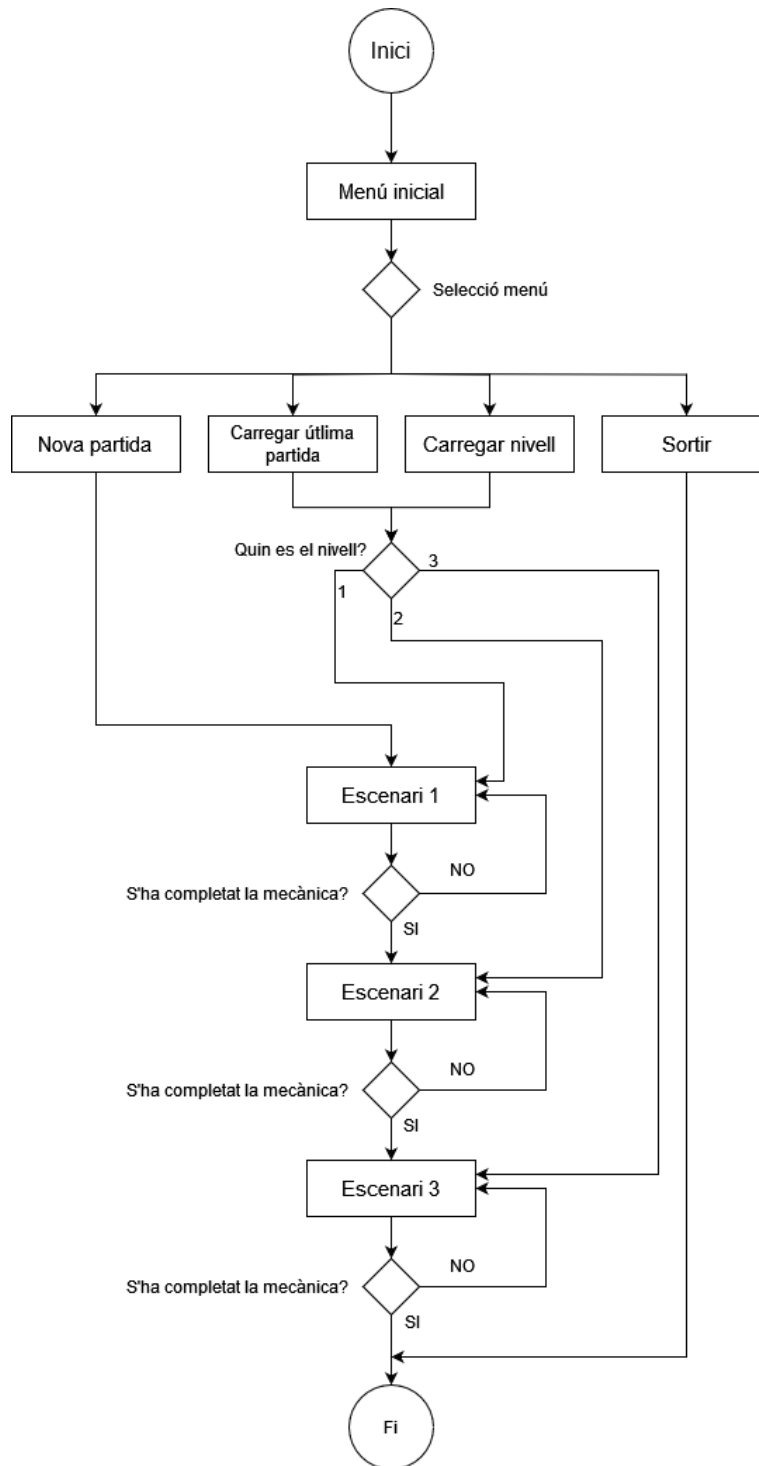 Inici
Menú inicial
Selecció menú
Nova partida
Carregar útlima
partida
Carregar nivell
Sortir
Quin es el nivell?
3
1
2
Escenari 1
S'ha completat la mecànica?
NO
SI
Escenari 2
S'ha completat la mecànica?
NO
SI
Escenari 3
S'ha completat la mecànica?
NO
SI
Fi